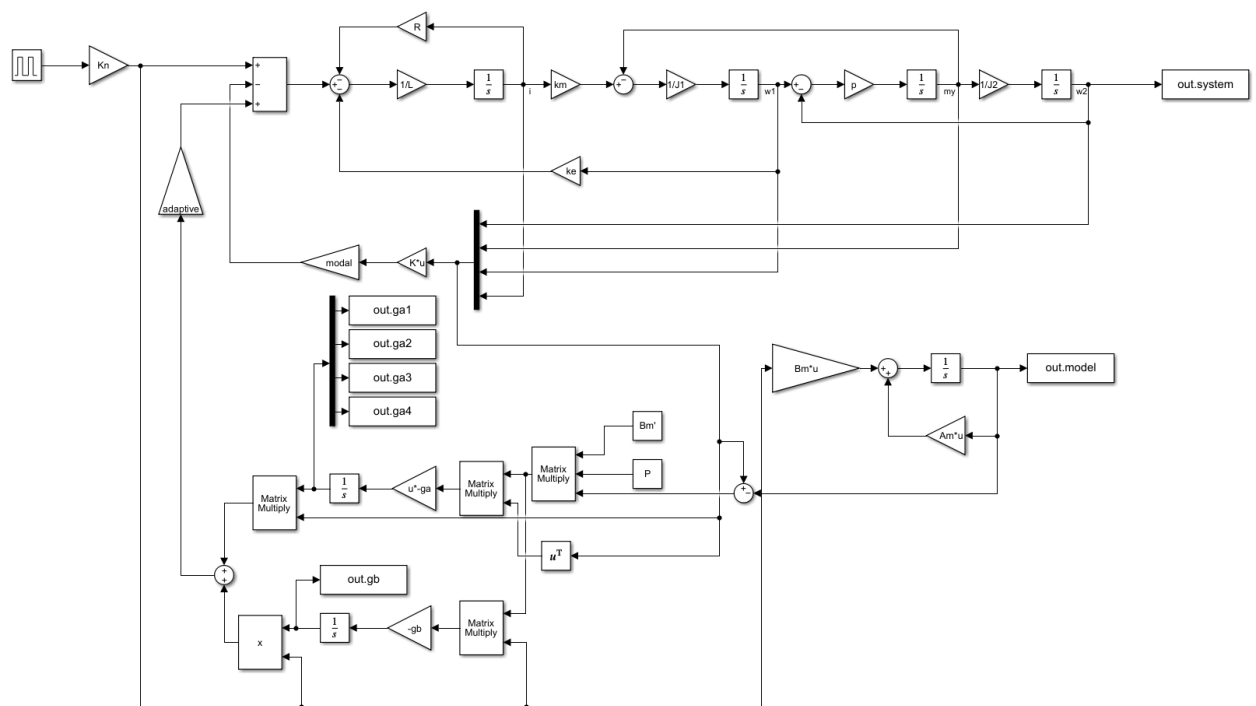 R
Kn
+
−
+
+
−
−
1/L
1
s
i
km
+
−
1/J1
1
s
w1
+
−
p
1
s
my
1/J2
1
s
w2
out.system
ke
adaptive
modal
K*u
out.ga1
out.ga2
out.ga3
out.ga4
Bm*u
+
+
1
s
out.model
Am*u
Bm'
P
Matrix
Multiply
+
−
Matrix
Multiply
u*-ga
1
s
Matrix
Multiply
uT
+
+
out.gb
x
1
s
-gb
Matrix
Multiply